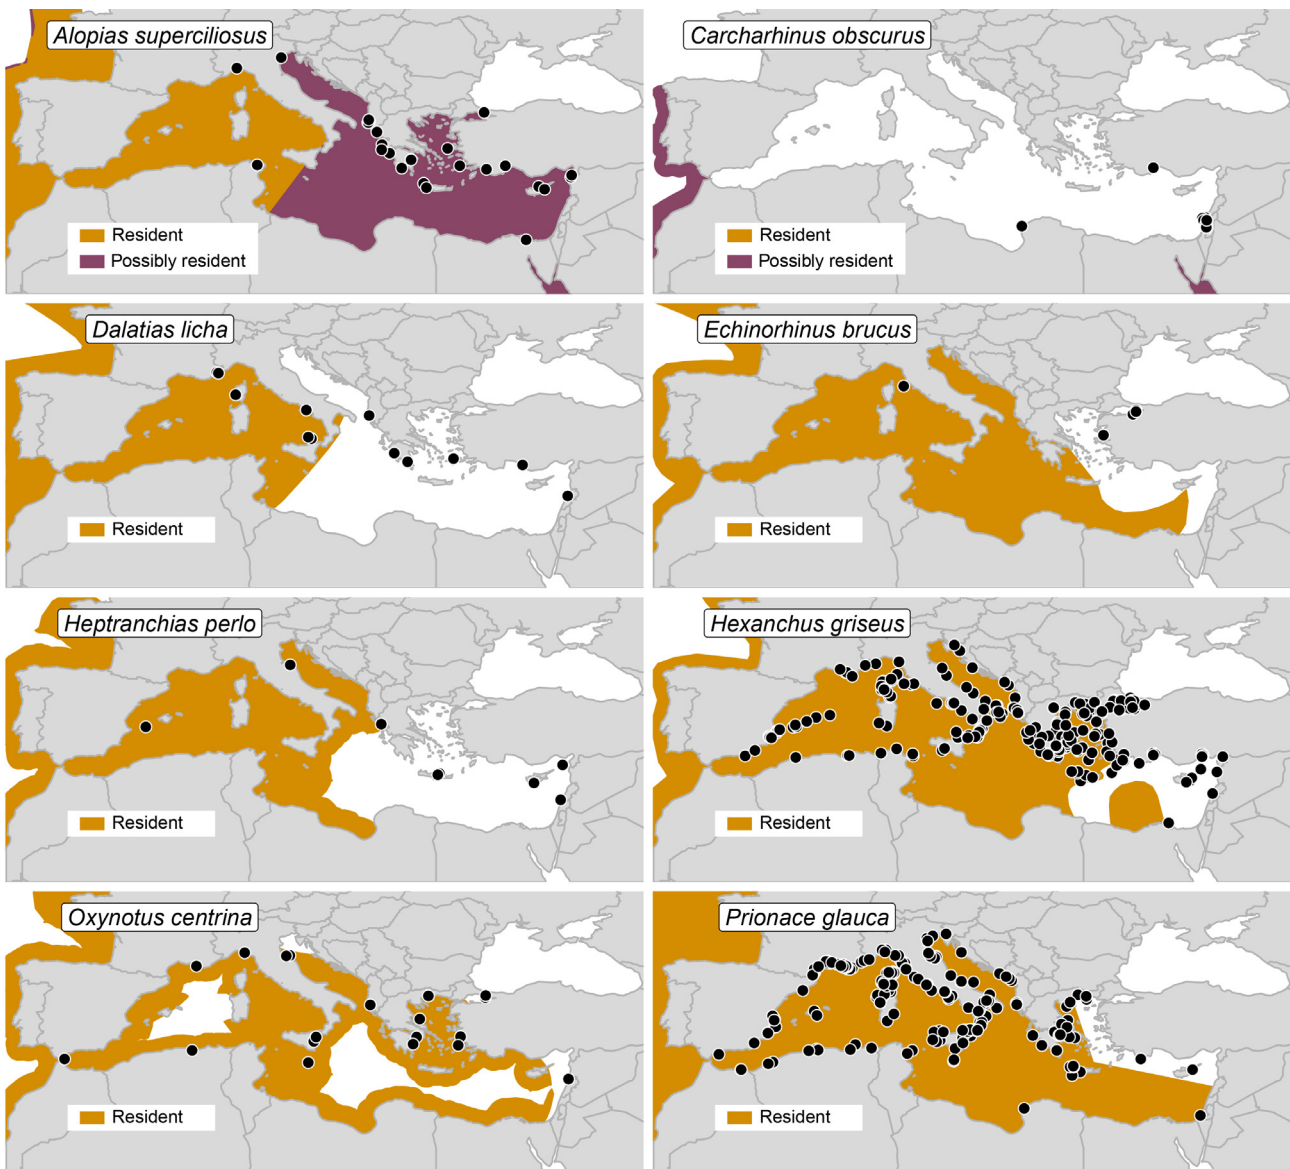 Alopias superciliosus
Resident
Possibly resident
Carcharhinus obscurus
Resident
Possibly resident
Dalatias licha
Resident
Echinorhinus brucus
Resident
Heptranchias perlo
Resident
Hexanchus griseus
Resident
Oxynotus centrina
Resident
Prionace glauca
Resident